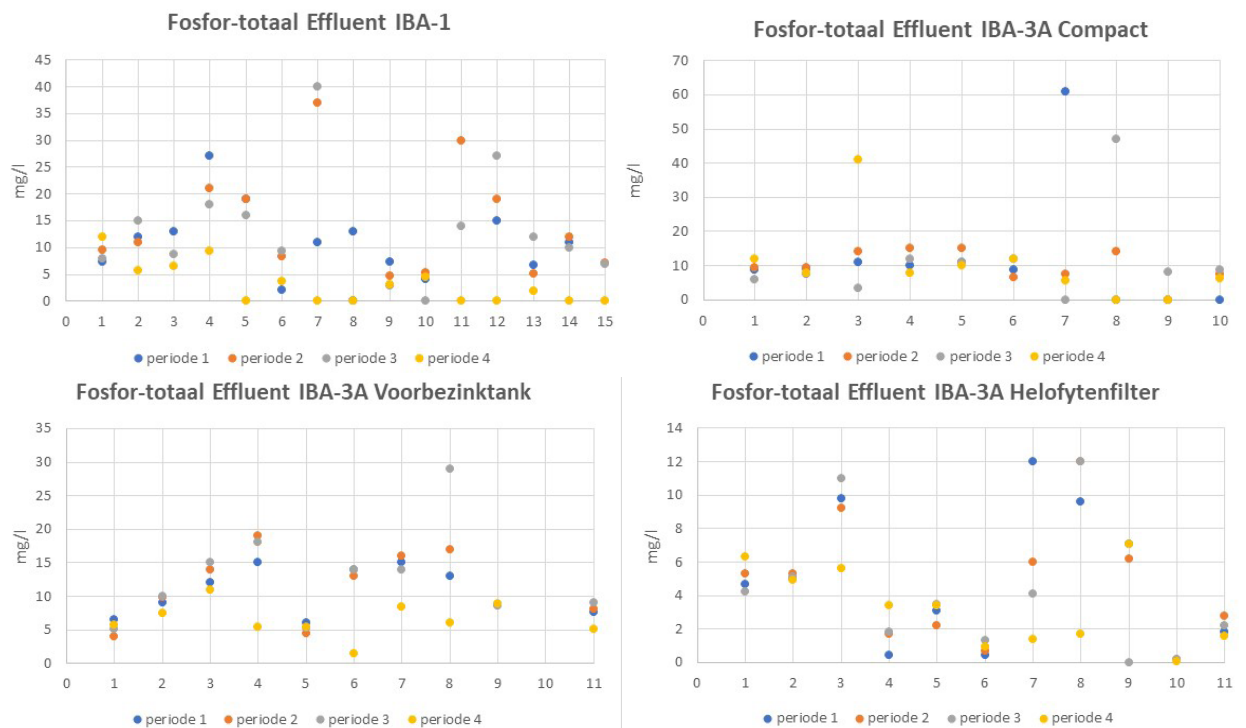 Fosfor-totaal Effluent IBA-1
mg/l
45
40
35
30
25
20
15
10
5
0
0 1 2 3 4 5 6 7 8 9 10 11 12 13 14 15
periode 1 periode 2 periode 3 periode 4
Fosfor-totaal Effluent IBA-3A Compact
mg/l
70
60
50
40
30
20
10
0
0 1 2 3 4 5 6 7 8 9 10
periode 1 periode 2 periode 3 periode 4
Fosfor-totaal Effluent IBA-3A Voorbezinktank
mg/l
35
30
25
20
15
10
5
0
0 1 2 3 4 5 6 7 8 9 10 11
periode 1 periode 2 periode 3 periode 4
Fosfor-totaal Effluent IBA-3A Helofytenfilter
mg/l
14
12
10
8
6
4
2
0
0 1 2 3 4 5 6 7 8 9 10 11
periode 1 periode 2 periode 3 periode 4